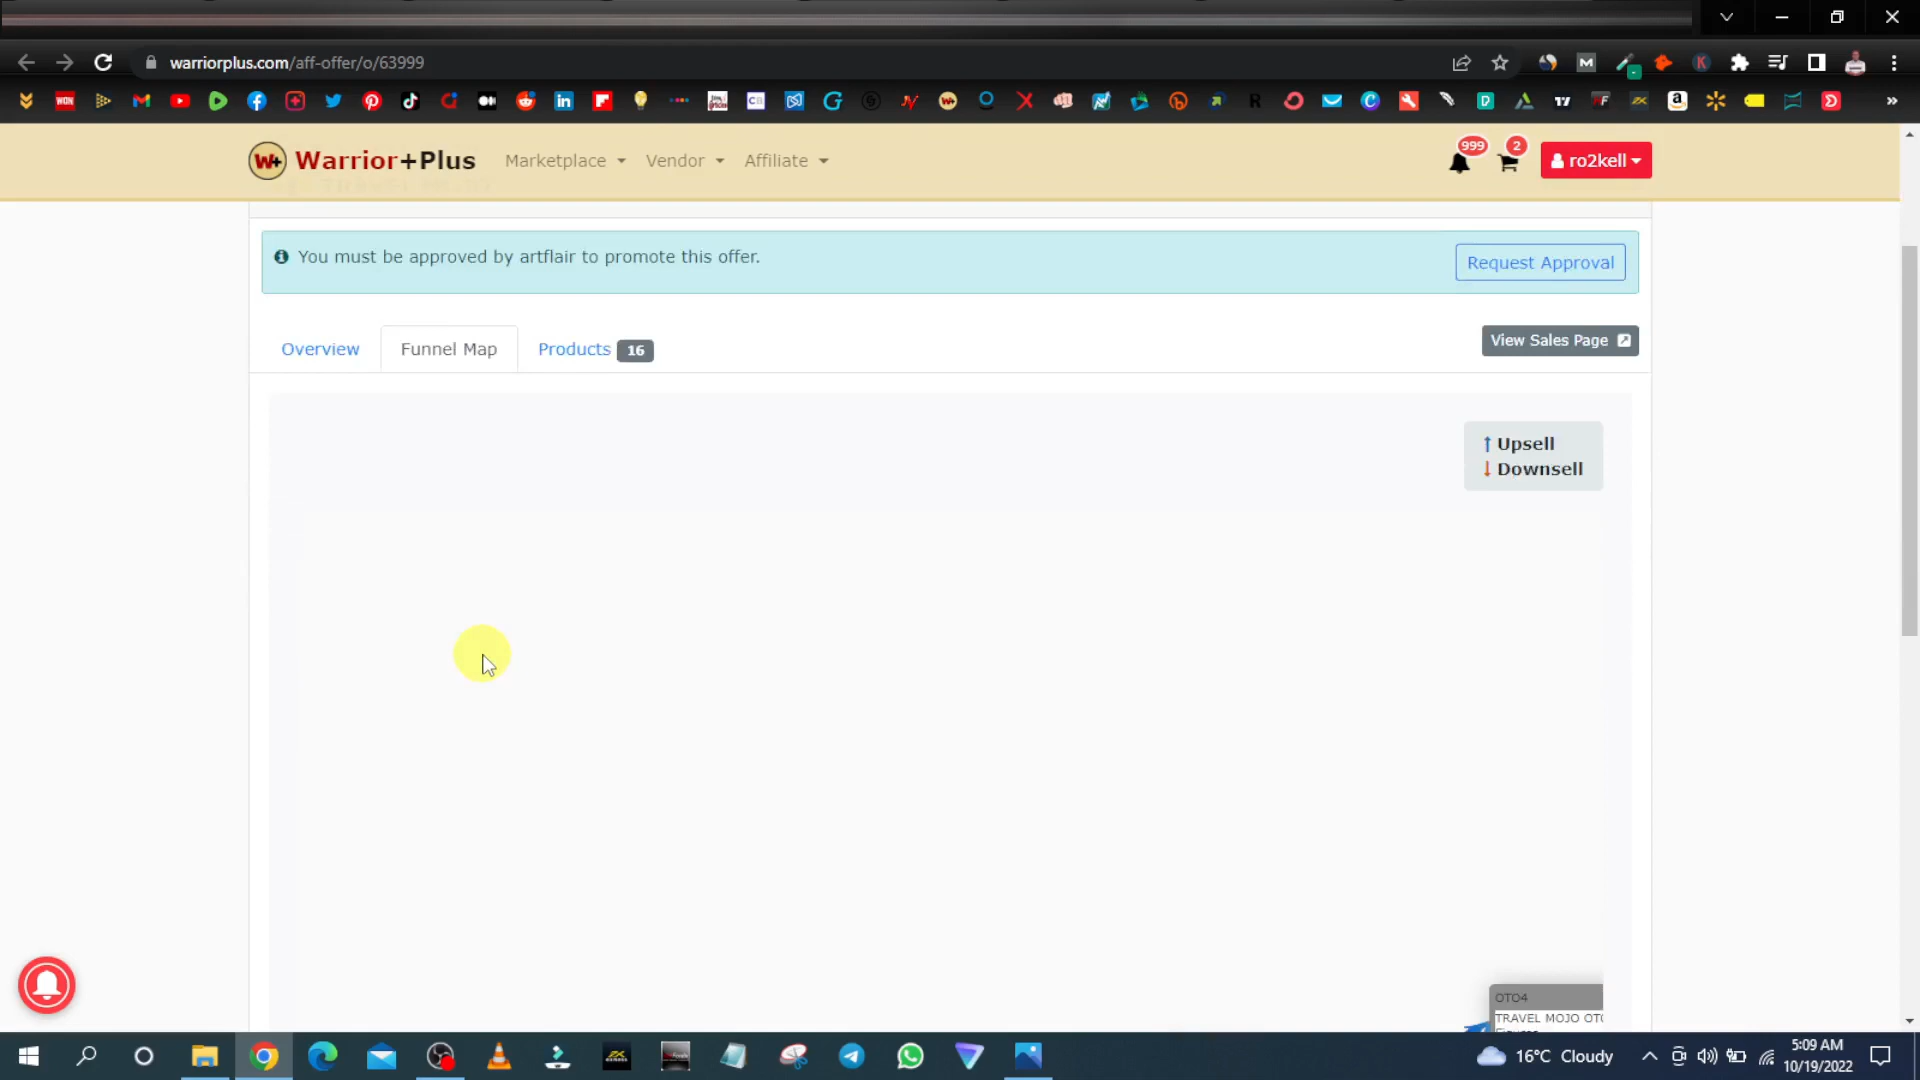 warriorplus.com/aff-offer/o/63999
Warrior+Plus
Marketplace
Vendor
Affiliate
999
2
ro2kell
You must be approved by artflair to promote this offer.
Request Approval
Overview
Funnel Map
Products 16
View Sales Page
↑ Upsell
↓ Downsell
OTO4
TRAVEL MOJO OTO
16°C Cloudy
5:09 AM
10/19/2022